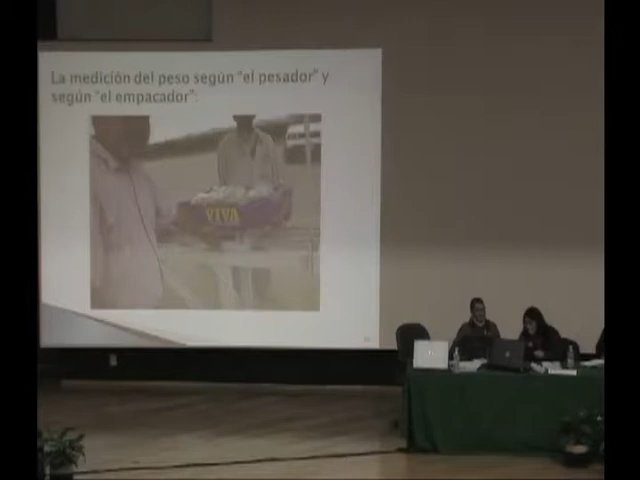 La medición del peso según "el pesador" y
según "el empacador":
VIVA